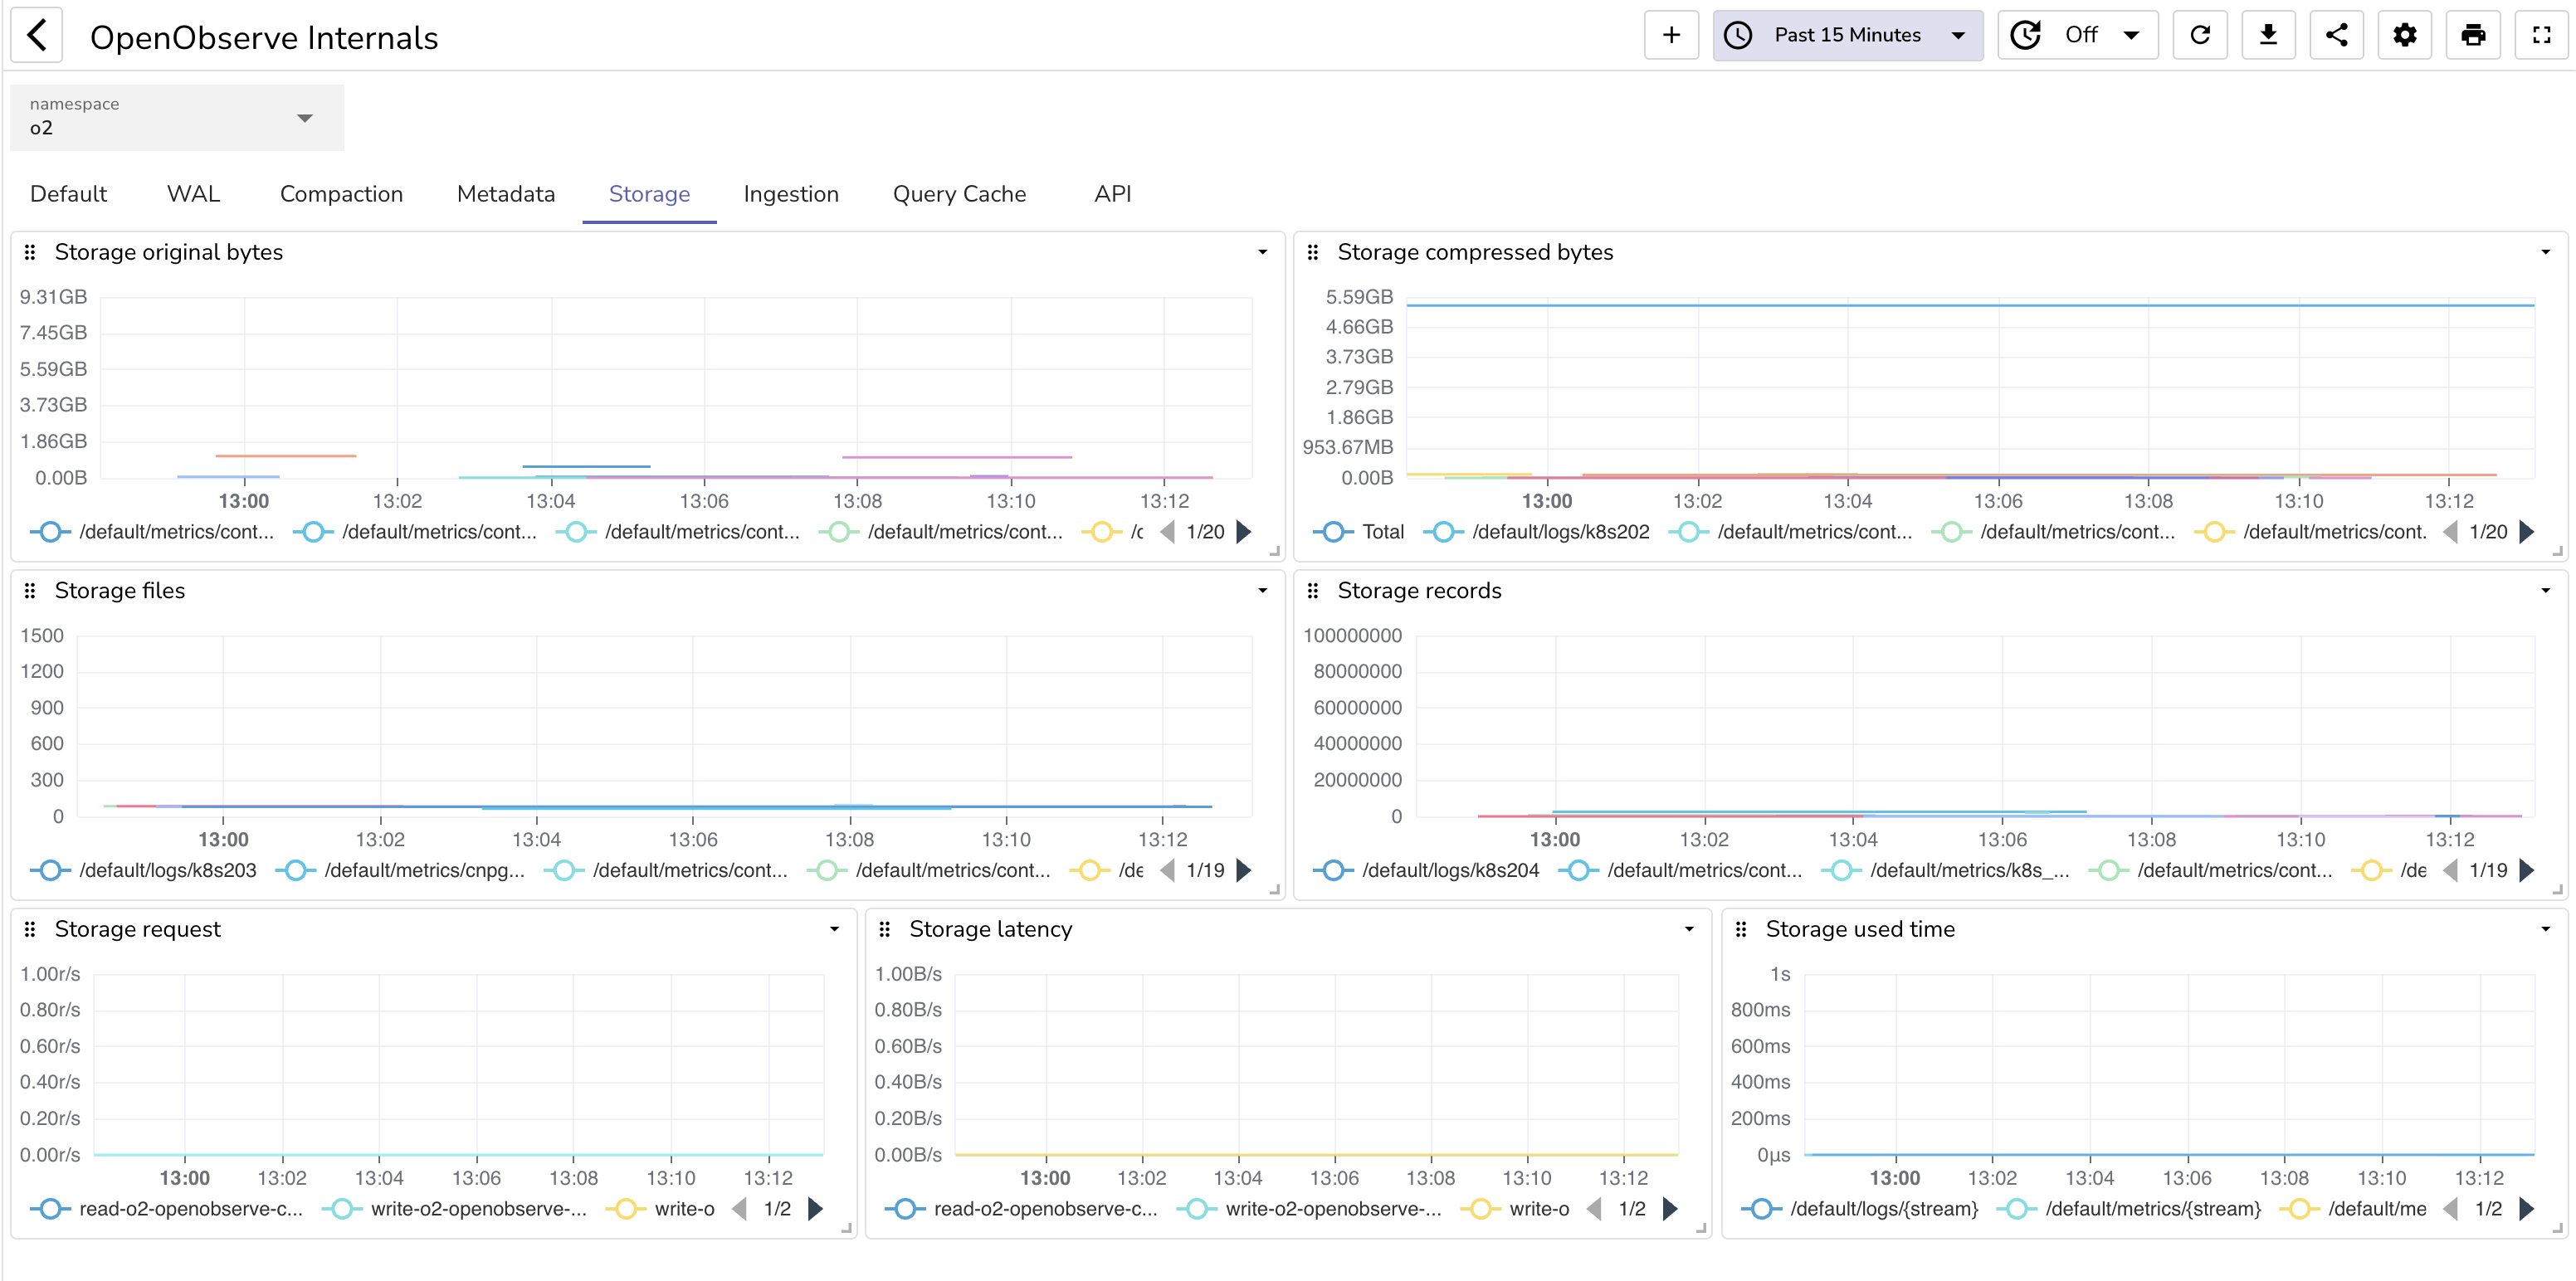 OpenObserve Internals
Past 15 Minutes
Off
namespace
o2
Default WAL Compaction Metadata Storage Ingestion Query Cache API
Storage original bytes
9.31GB
7.45GB
5.59GB
3.73GB
1.86GB
0.00B
13:00 13:02 13:04 13:06 13:08 13:10 13:12
/default/metrics/cont... /default/metrics/cont... /default/metrics/cont... /default/metrics/cont... /c 1/20
Storage compressed bytes
5.59GB
4.66GB
3.73GB
2.79GB
1.86GB
953.67MB
0.00B
13:00 13:02 13:04 13:06 13:08 13:10 13:12
Total /default/logs/k8s202 /default/metrics/cont... /default/metrics/cont... /default/metrics/cont. 1/20
Storage files
1500
1200
900
600
300
0
13:00 13:02 13:04 13:06 13:08 13:10 13:12
/default/logs/k8s203 /default/metrics/cnpg... /default/metrics/cont... /default/metrics/cont... /de 1/19
Storage records
100000000
80000000
60000000
40000000
20000000
0
13:00 13:02 13:04 13:06 13:08 13:10 13:12
/default/logs/k8s204 /default/metrics/cont... /default/metrics/k8s_... /default/metrics/cont... /de 1/19
Storage request
1.00r/s
0.80r/s
0.60r/s
0.40r/s
0.20r/s
0.00r/s
13:00 13:02 13:04 13:06 13:08 13:10 13:12
read-o2-openobserve-c... write-o2-openobserve-... write-o 1/2
Storage latency
1.00B/s
0.80B/s
0.60B/s
0.40B/s
0.20B/s
0.00B/s
13:00 13:02 13:04 13:06 13:08 13:10 13:12
read-o2-openobserve-c... write-o2-openobserve-... write-o 1/2
Storage used time
1s
800ms
600ms
400ms
200ms
0µs
13:00 13:02 13:04 13:06 13:08 13:10 13:12
/default/logs/{stream} /default/metrics/{stream} /default/me 1/2